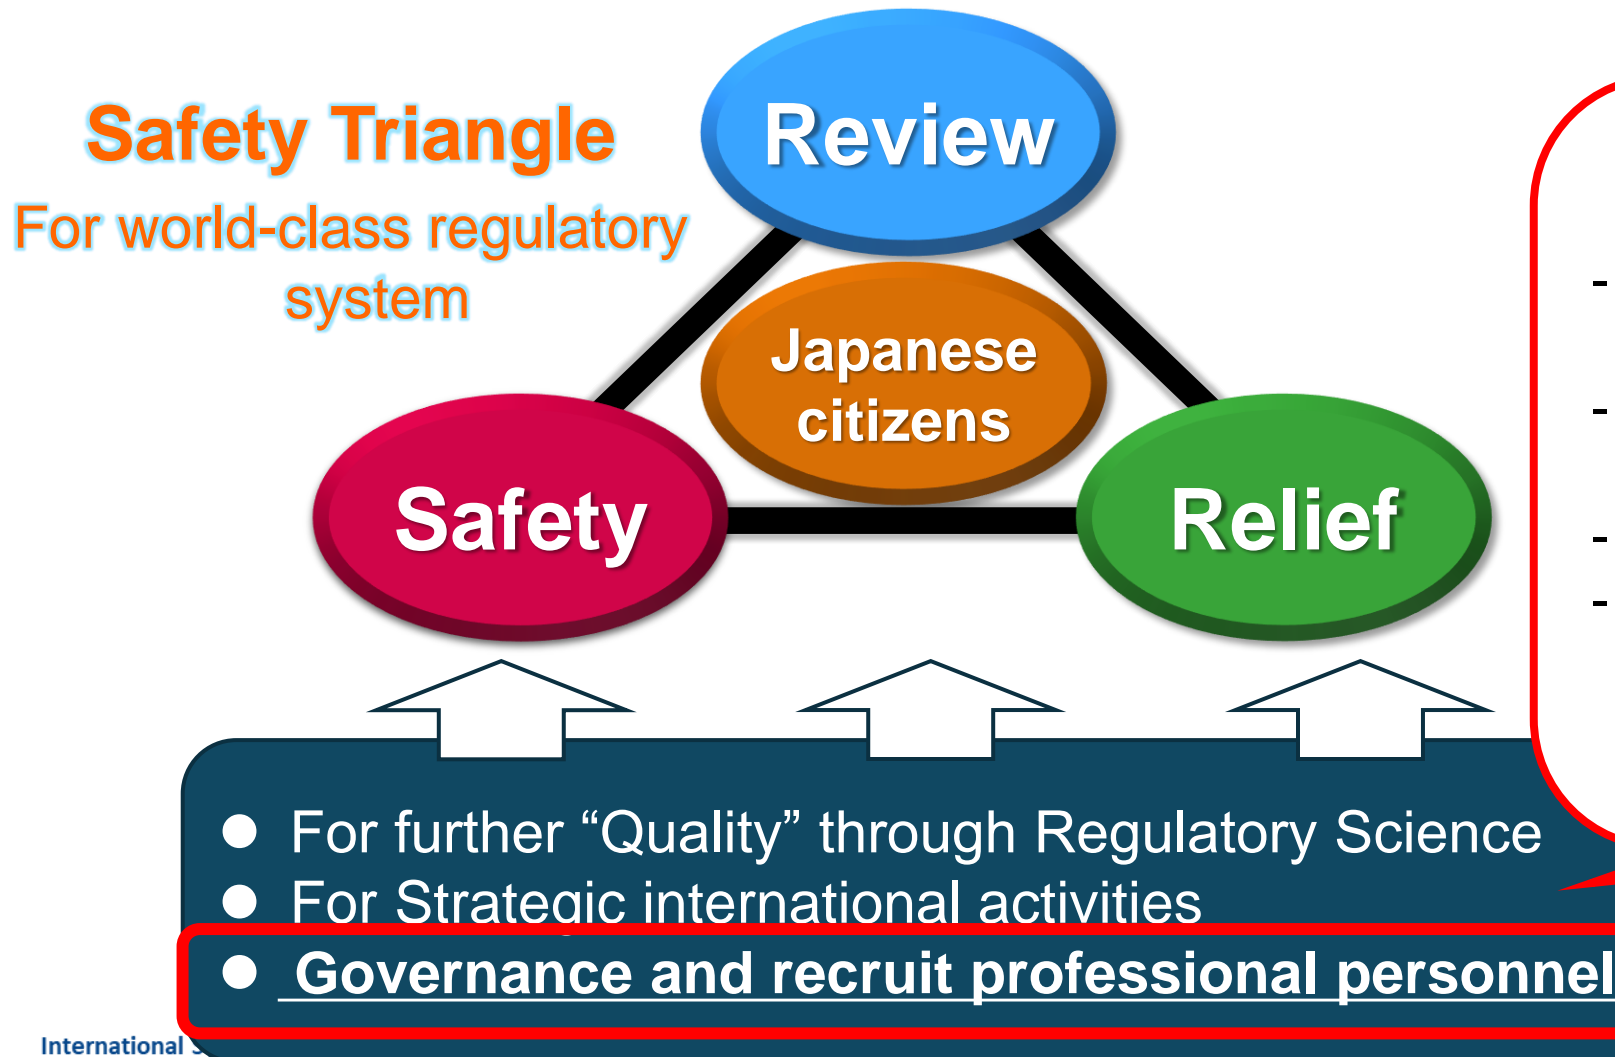 Review
Safety Triangle
For world-class regulatory
system
Japanese
citizens
Safety
Relief
-
-
-
-
● For further “Quality” through Regulatory Science
● For Strategic international activities
● Governance and recruit professional personnel
International